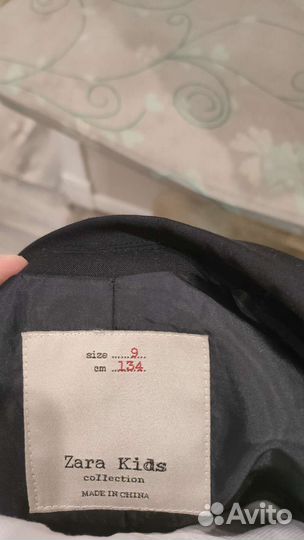 size ...... 9 ...
cm ... 134 .
Zara Kids
collection
MADE IN CHINA
Avito